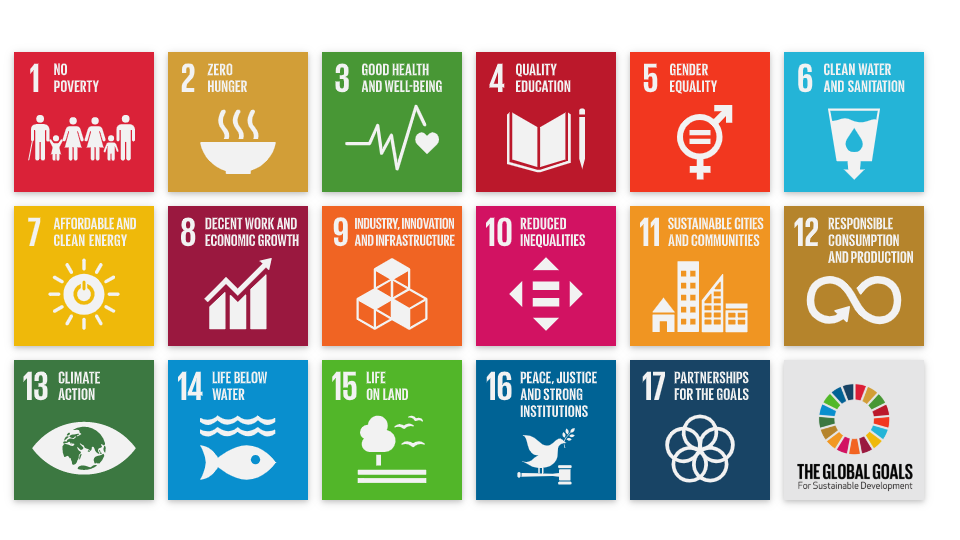 1 NO
POVERTY
2 ZERO
HUNGER
3 GOOD HEALTH
AND WELL-BEING
4 QUALITY
EDUCATION
5 GENDER
EQUALITY
6 CLEAN WATER
AND SANITATION
7 AFFORDABLE AND
CLEAN ENERGY
8 DECENT WORK AND
ECONOMIC GROWTH
9 INDUSTRY, INNOVATION
AND INFRASTRUCTURE
10 REDUCED
INEQUALITIES
11 SUSTAINABLE CITIES
AND COMMUNITIES
12 RESPONSIBLE
CONSUMPTION
AND PRODUCTION
13 CLIMATE
ACTION
14 LIFE BELOW
WATER
15 LIFE
ON LAND
16 PEACE, JUSTICE
AND STRONG
INSTITUTIONS
17 PARTNERSHIPS
FOR THE GOALS
THE GLOBAL GOALS
For Sustainable Development